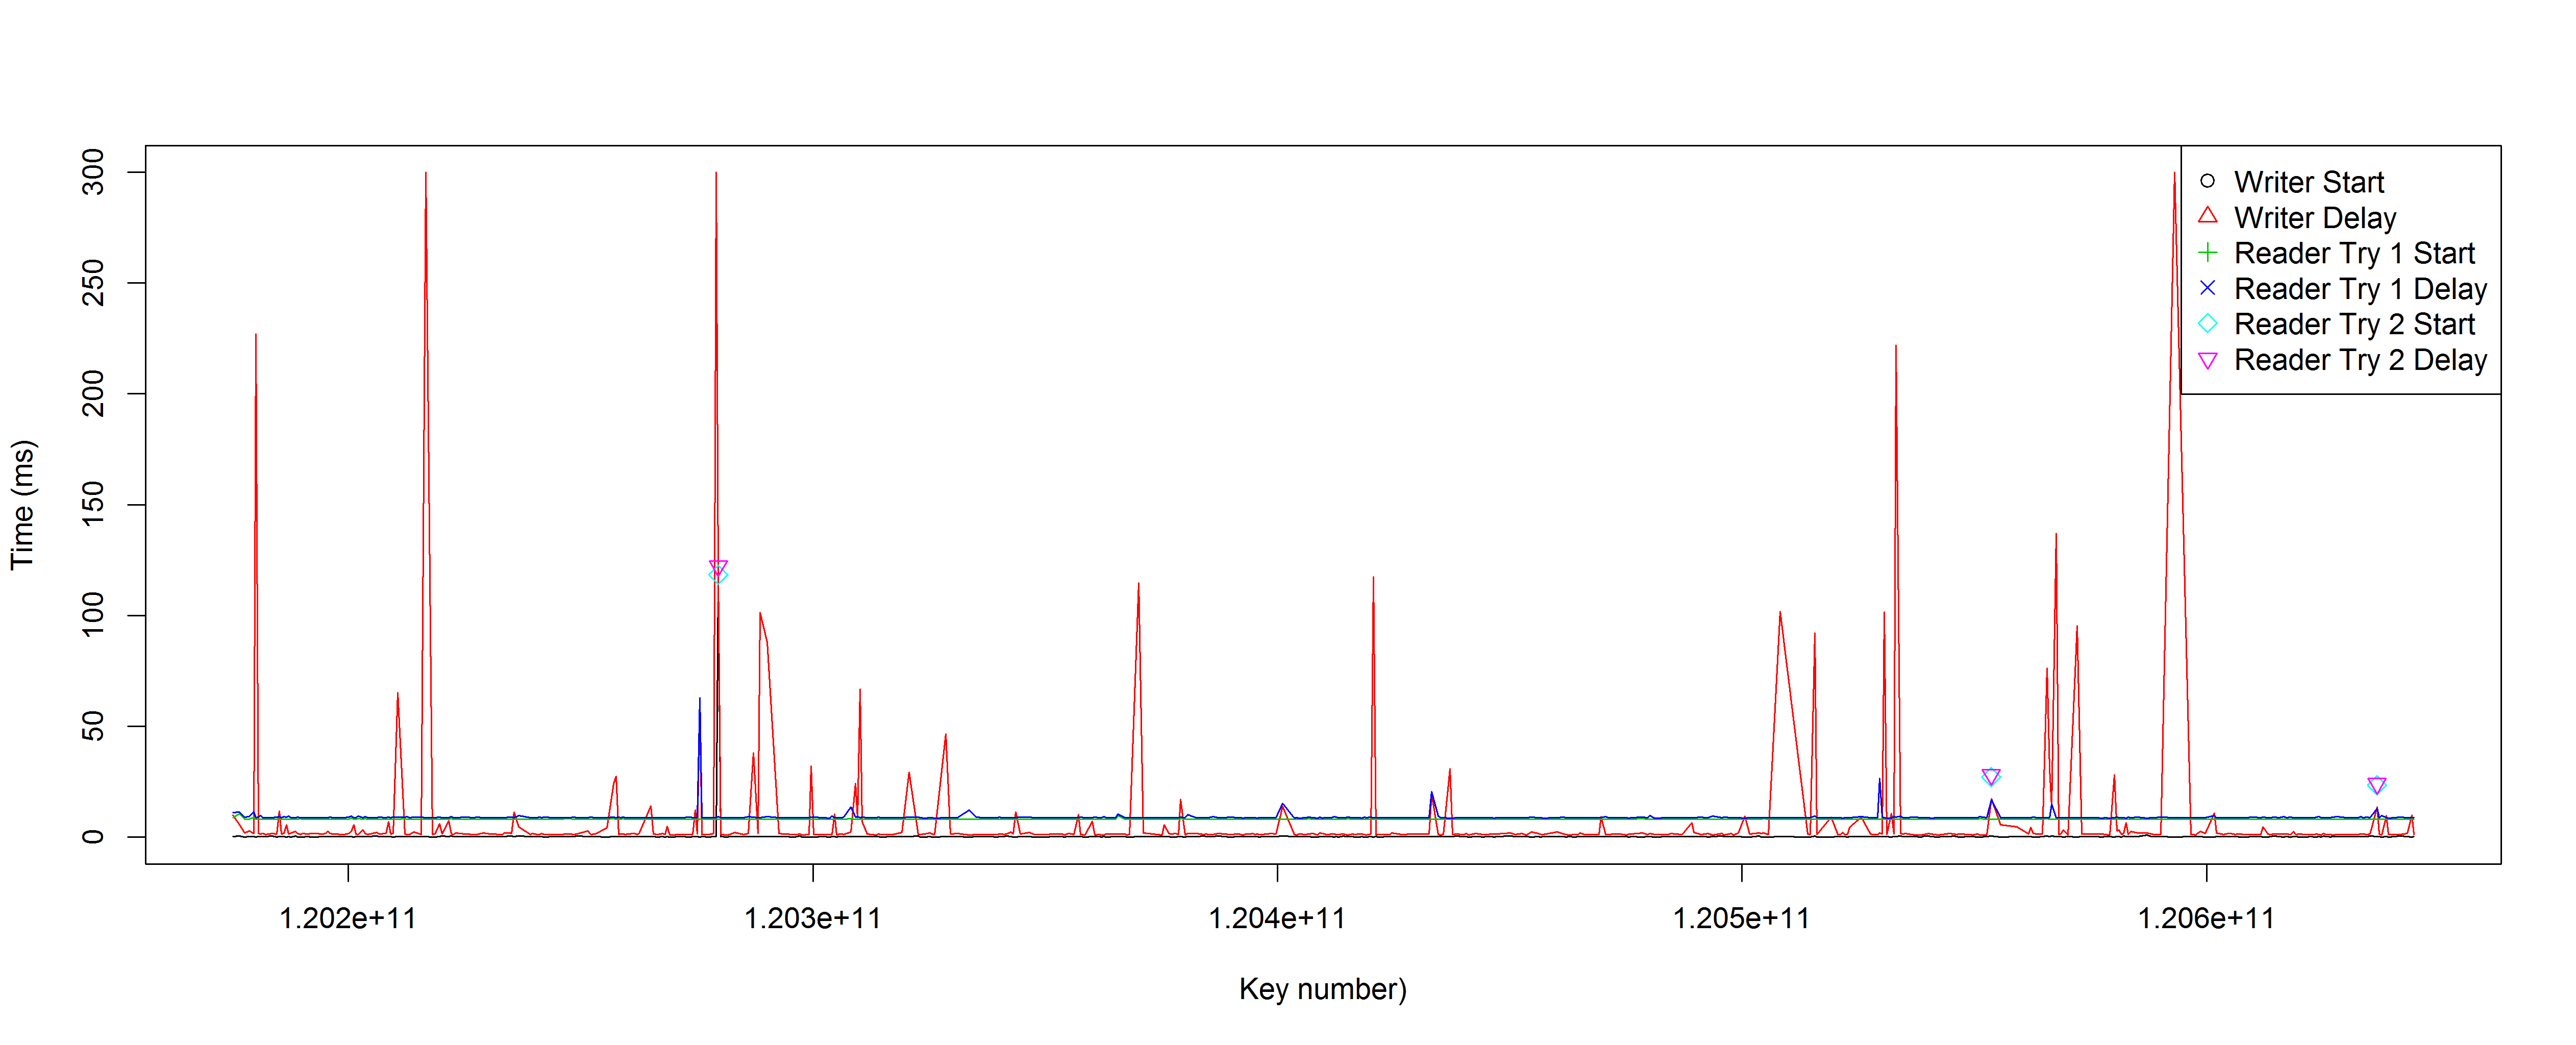 Time (ms)
300
250
200
150
100
50
0
Writer Start
Writer Delay
Reader Try 1 Start
Reader Try 1 Delay
Reader Try 2 Start
Reader Try 2 Delay
1.202e+11 1.203e+11 1.204e+11 1.205e+11 1.206e+11
Key number)